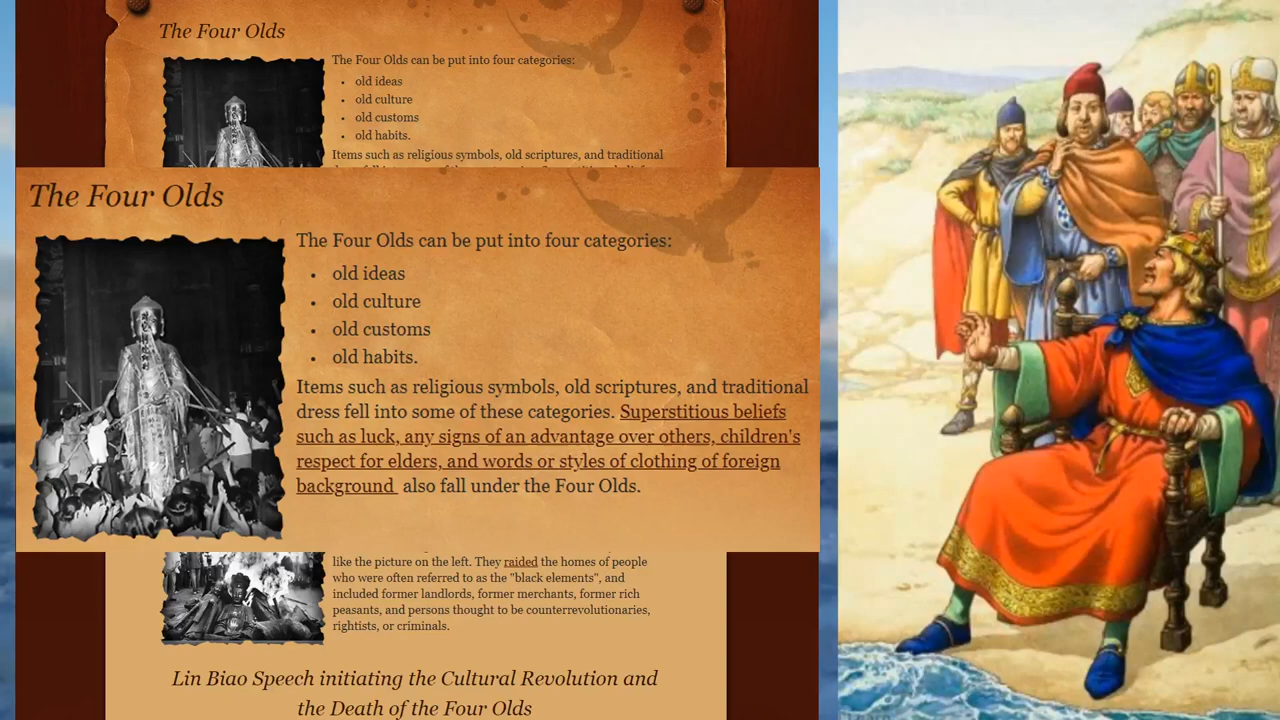 The Four Olds
The Four Olds can be put into four categories:
• old ideas
• old culture
• old customs
• old habits.
Items such as religious symbols, old scriptures, and traditional
The Four Olds
The Four Olds can be put into four categories:
• old ideas
• old culture
• old customs
• old habits.
Items such as religious symbols, old scriptures, and traditional
dress fell into some of these categories. Superstitious beliefs
such as luck, any signs of an advantage over others, children's
respect for elders, and words or styles of clothing of foreign
background also fall under the Four Olds.
like the picture on the left. They raided the homes of people
who were often referred to as the "black elements", and
included former landlords, former merchants, former rich
peasants, and persons thought to be counterrevolutionaries,
rightists, or criminals.
Lin Biao Speech initiating the Cultural Revolution and
the Death of the Four Olds